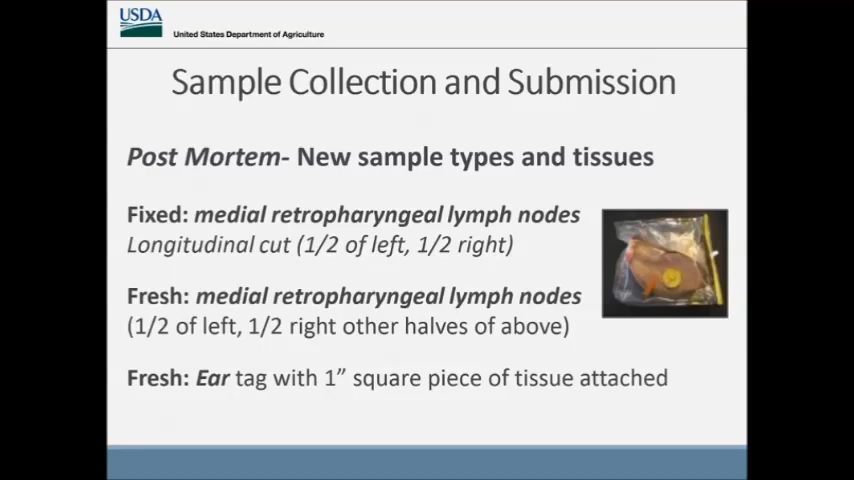 USDA
United States Department of Agriculture
Sample Collection and Submission
Post Mortem- New sample types and tissues
Fixed: medial retropharyngeal lymph nodes
Longitudinal cut (1/2 of left, 1/2 right)
Fresh: medial retropharyngeal lymph nodes
(1/2 of left, 1/2 right other halves of above)
Fresh: Ear tag with 1” square piece of tissue attached